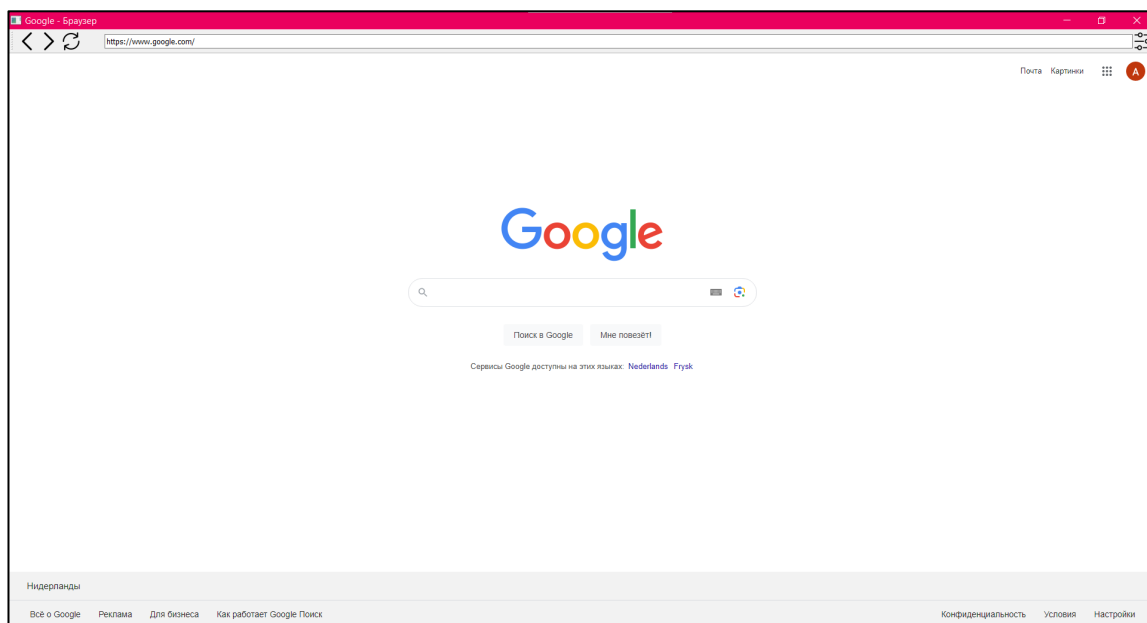 Google - Браузер
https://www.google.com/
Почта Картинки A
Google
Поиск в Google Мне повезёт!
Сервисы Google доступны на этих языках: Nederlands Frysk
Нидерланды
Всё о Google Реклама Для бизнеса Как работает Google Поиск Конфиденциальность Условия Настройки